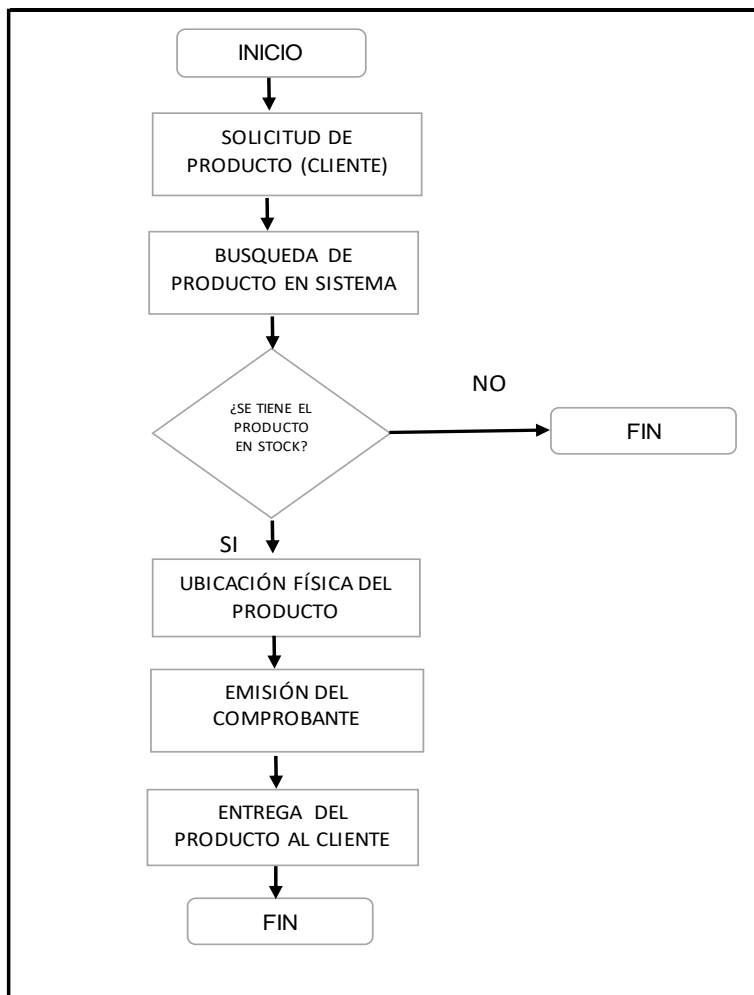 INICIO
SOLICITUD DE
PRODUCTO (CLIENTE)
BUSQUEDA DE
PRODUCTO EN SISTEMA
¿SE TIENE EL
PRODUCTO
EN STOCK?
NO
FIN
SI
UBICACIÓN FÍSICA DEL
PRODUCTO
EMISIÓN DEL
COMPROBANTE
ENTREGA DEL
PRODUCTO AL CLIENTE
FIN